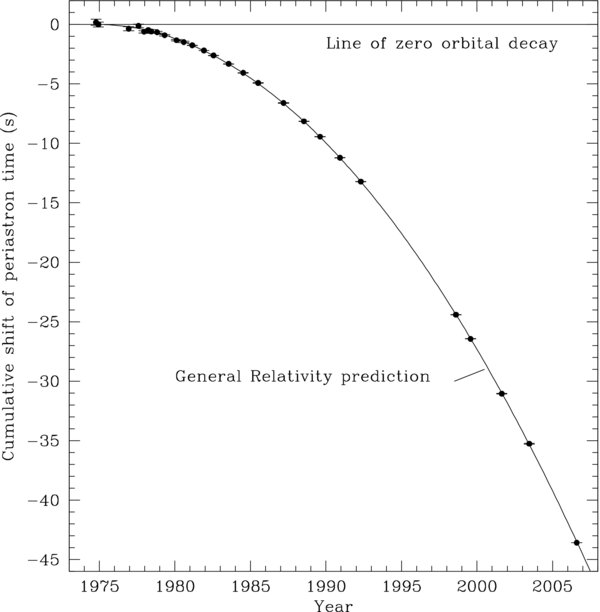 0
Line of zero orbital decay
−5
−10
−15
−20
−25
−30
−35
−40
−45
General Relativity prediction
Cumulative shift of periastron time (s)
1975 1980 1985 1990 1995 2000 2005
Year